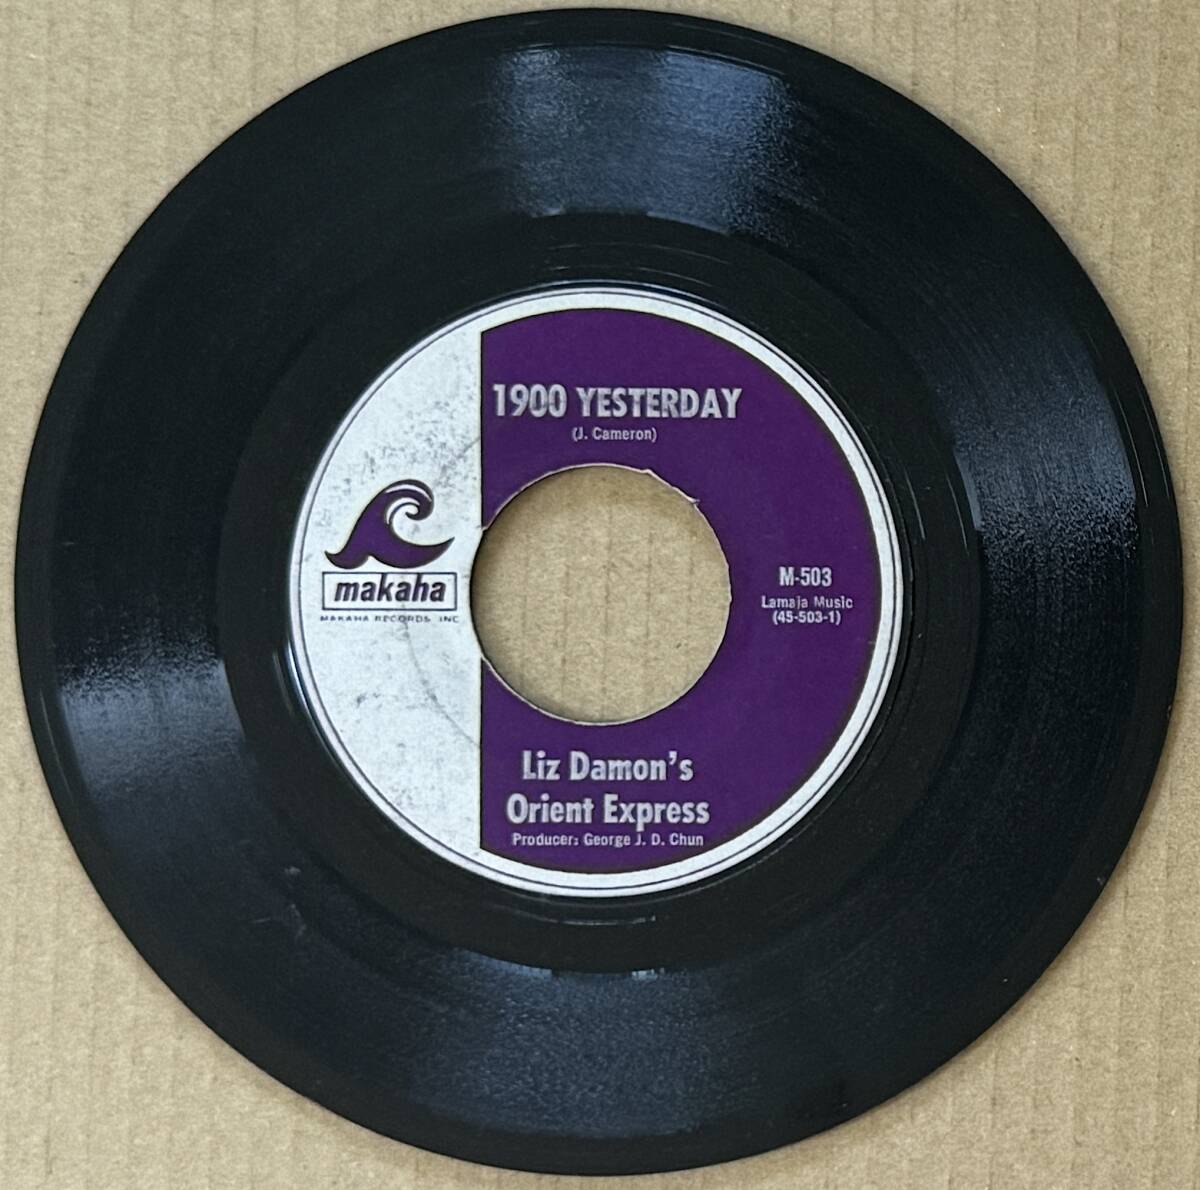 1900 YESTERDAY
(J. Cameron)
makaha
MAKAHA RECORDS INC
M-503
Lamaja Music
(45-503-1)
Liz Damon's
Orient Express
Producer: George J. D. Chun